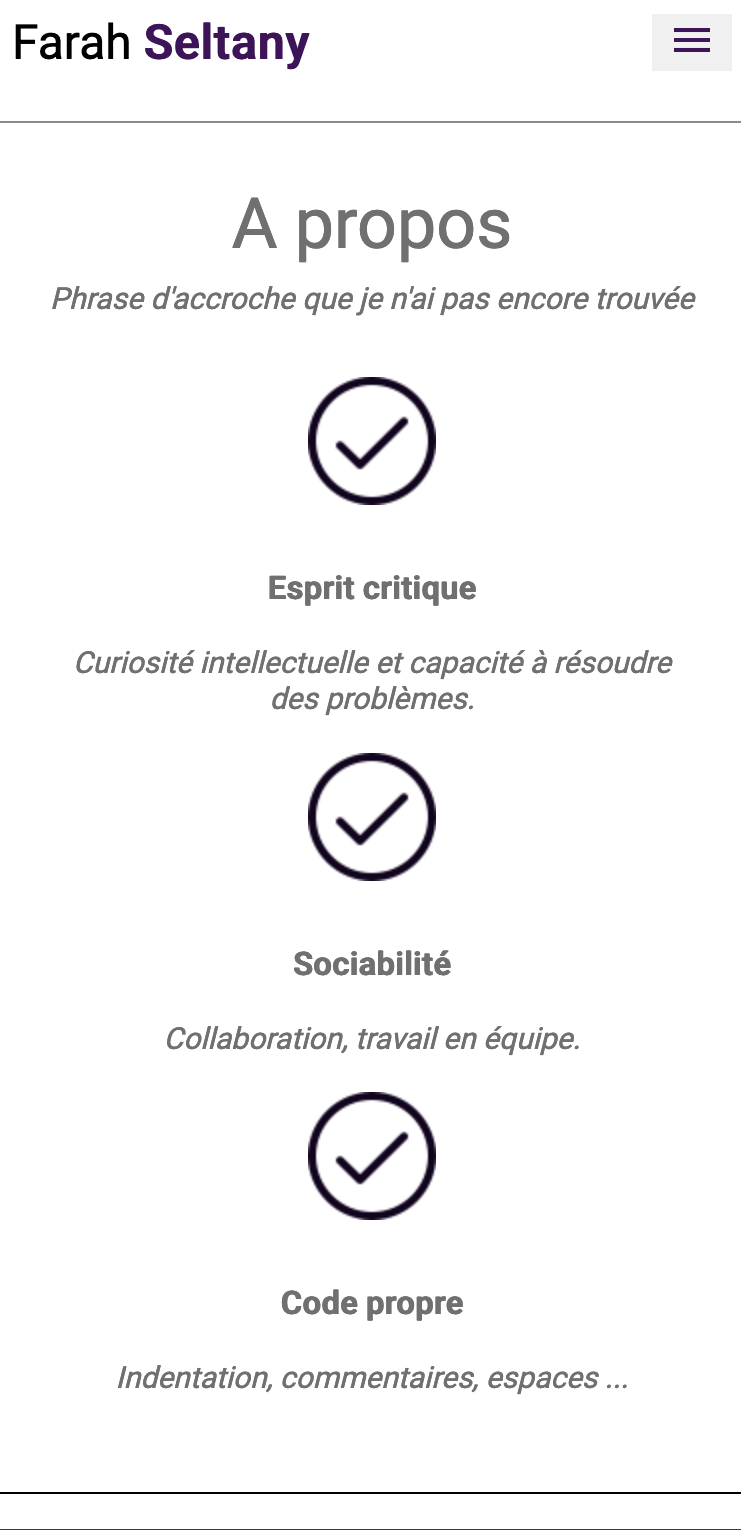 Farah Seltany
A propos
Phrase d'accroche que je n'ai pas encore trouvée
Esprit critique
Curiosité intellectuelle et capacité à résoudre
des problèmes.
Sociabilité
Collaboration, travail en équipe.
Code propre
Indentation, commentaires, espaces ...